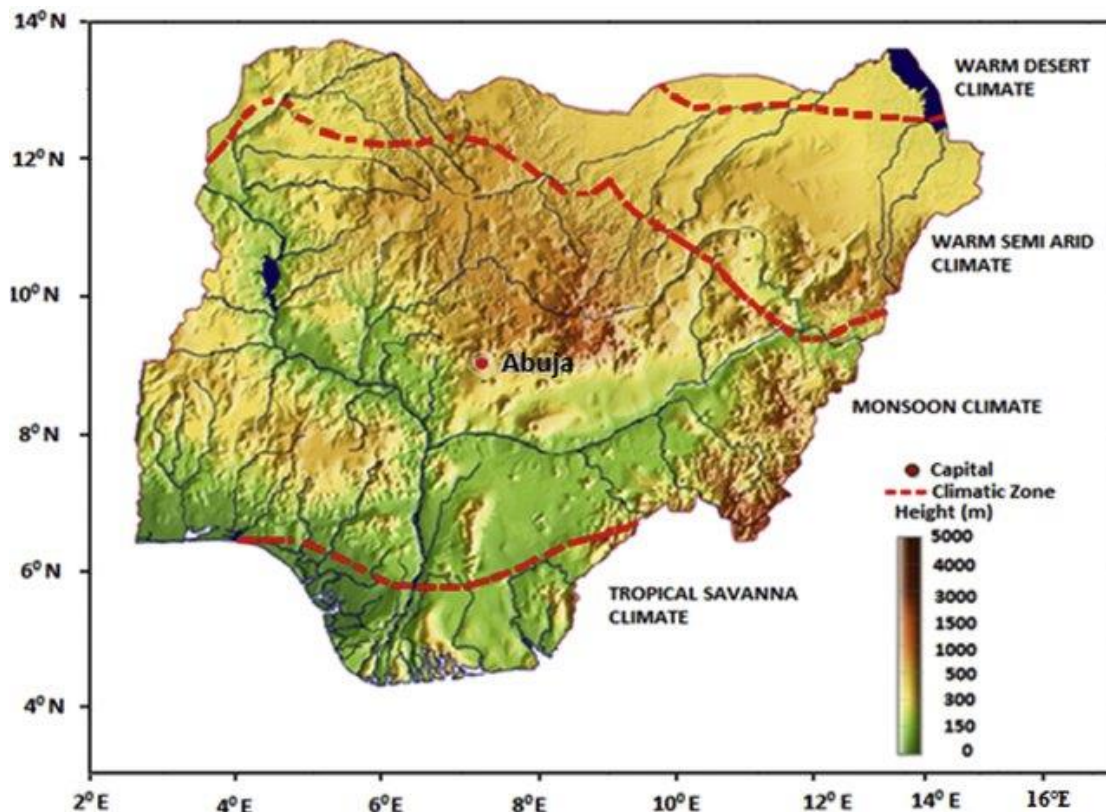 14° N
WARM DESERT
CLIMATE
12° N
WARM SEMI ARID
CLIMATE
10° N
Abuja
MONSOON CLIMATE
8° N
Capital
Climatic Zone
Height (m)
5000
4000
3000
1500
1000
500
300
150
0
6° N
TROPICAL SAVANNA
CLIMATE
4° N
2° E
4° E
6° E
8° E
10° E
12° E
14° E
16° E